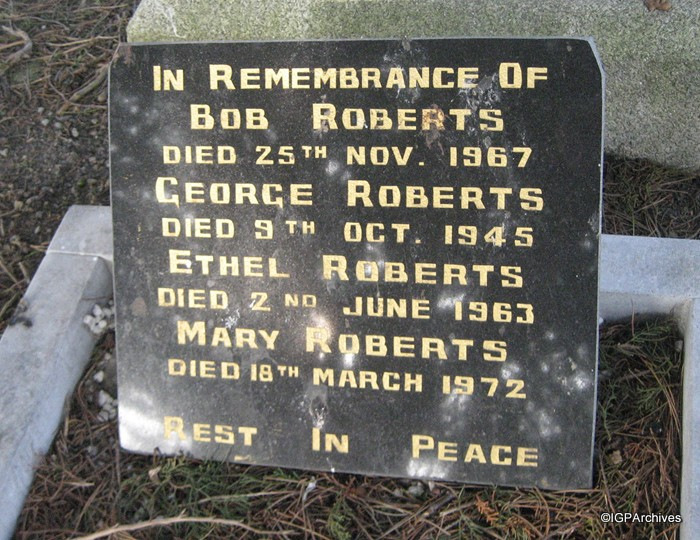 IN REMEMBRANCE OF
BOB ROBERTS
DIED 25TH NOV. 1967
GEORGE ROBERTS
DIED 9TH OCT. 1945
ETHEL ROBERTS
DIED 2ND JUNE 1963
MARY ROBERTS
DIED 18TH MARCH 1972
REST IN PEACE
©IGPArchives